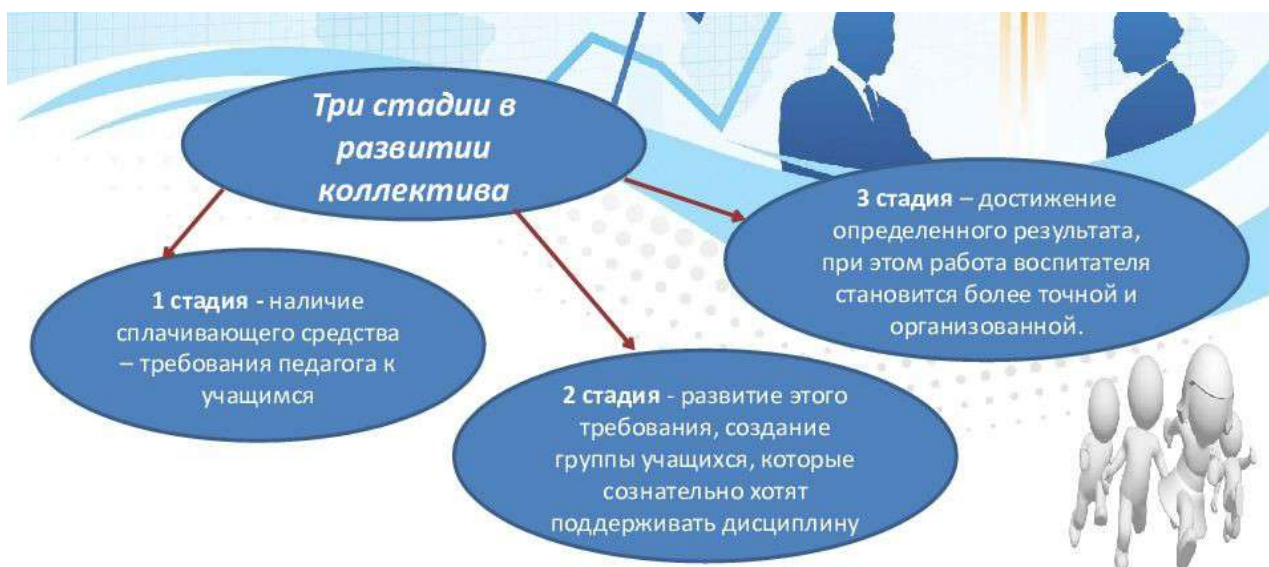 Три стадии в
развитии
коллектива
1 стадия - наличие
сплачивающего средства
– требования педагога к
учащимся
2 стадия - развитие этого
требования, создание
группы учащихся, которые
сознательно хотят
поддерживать дисциплину
3 стадия – достижение
определенного результата,
при этом работа воспитателя
становится более точной и
организованной.